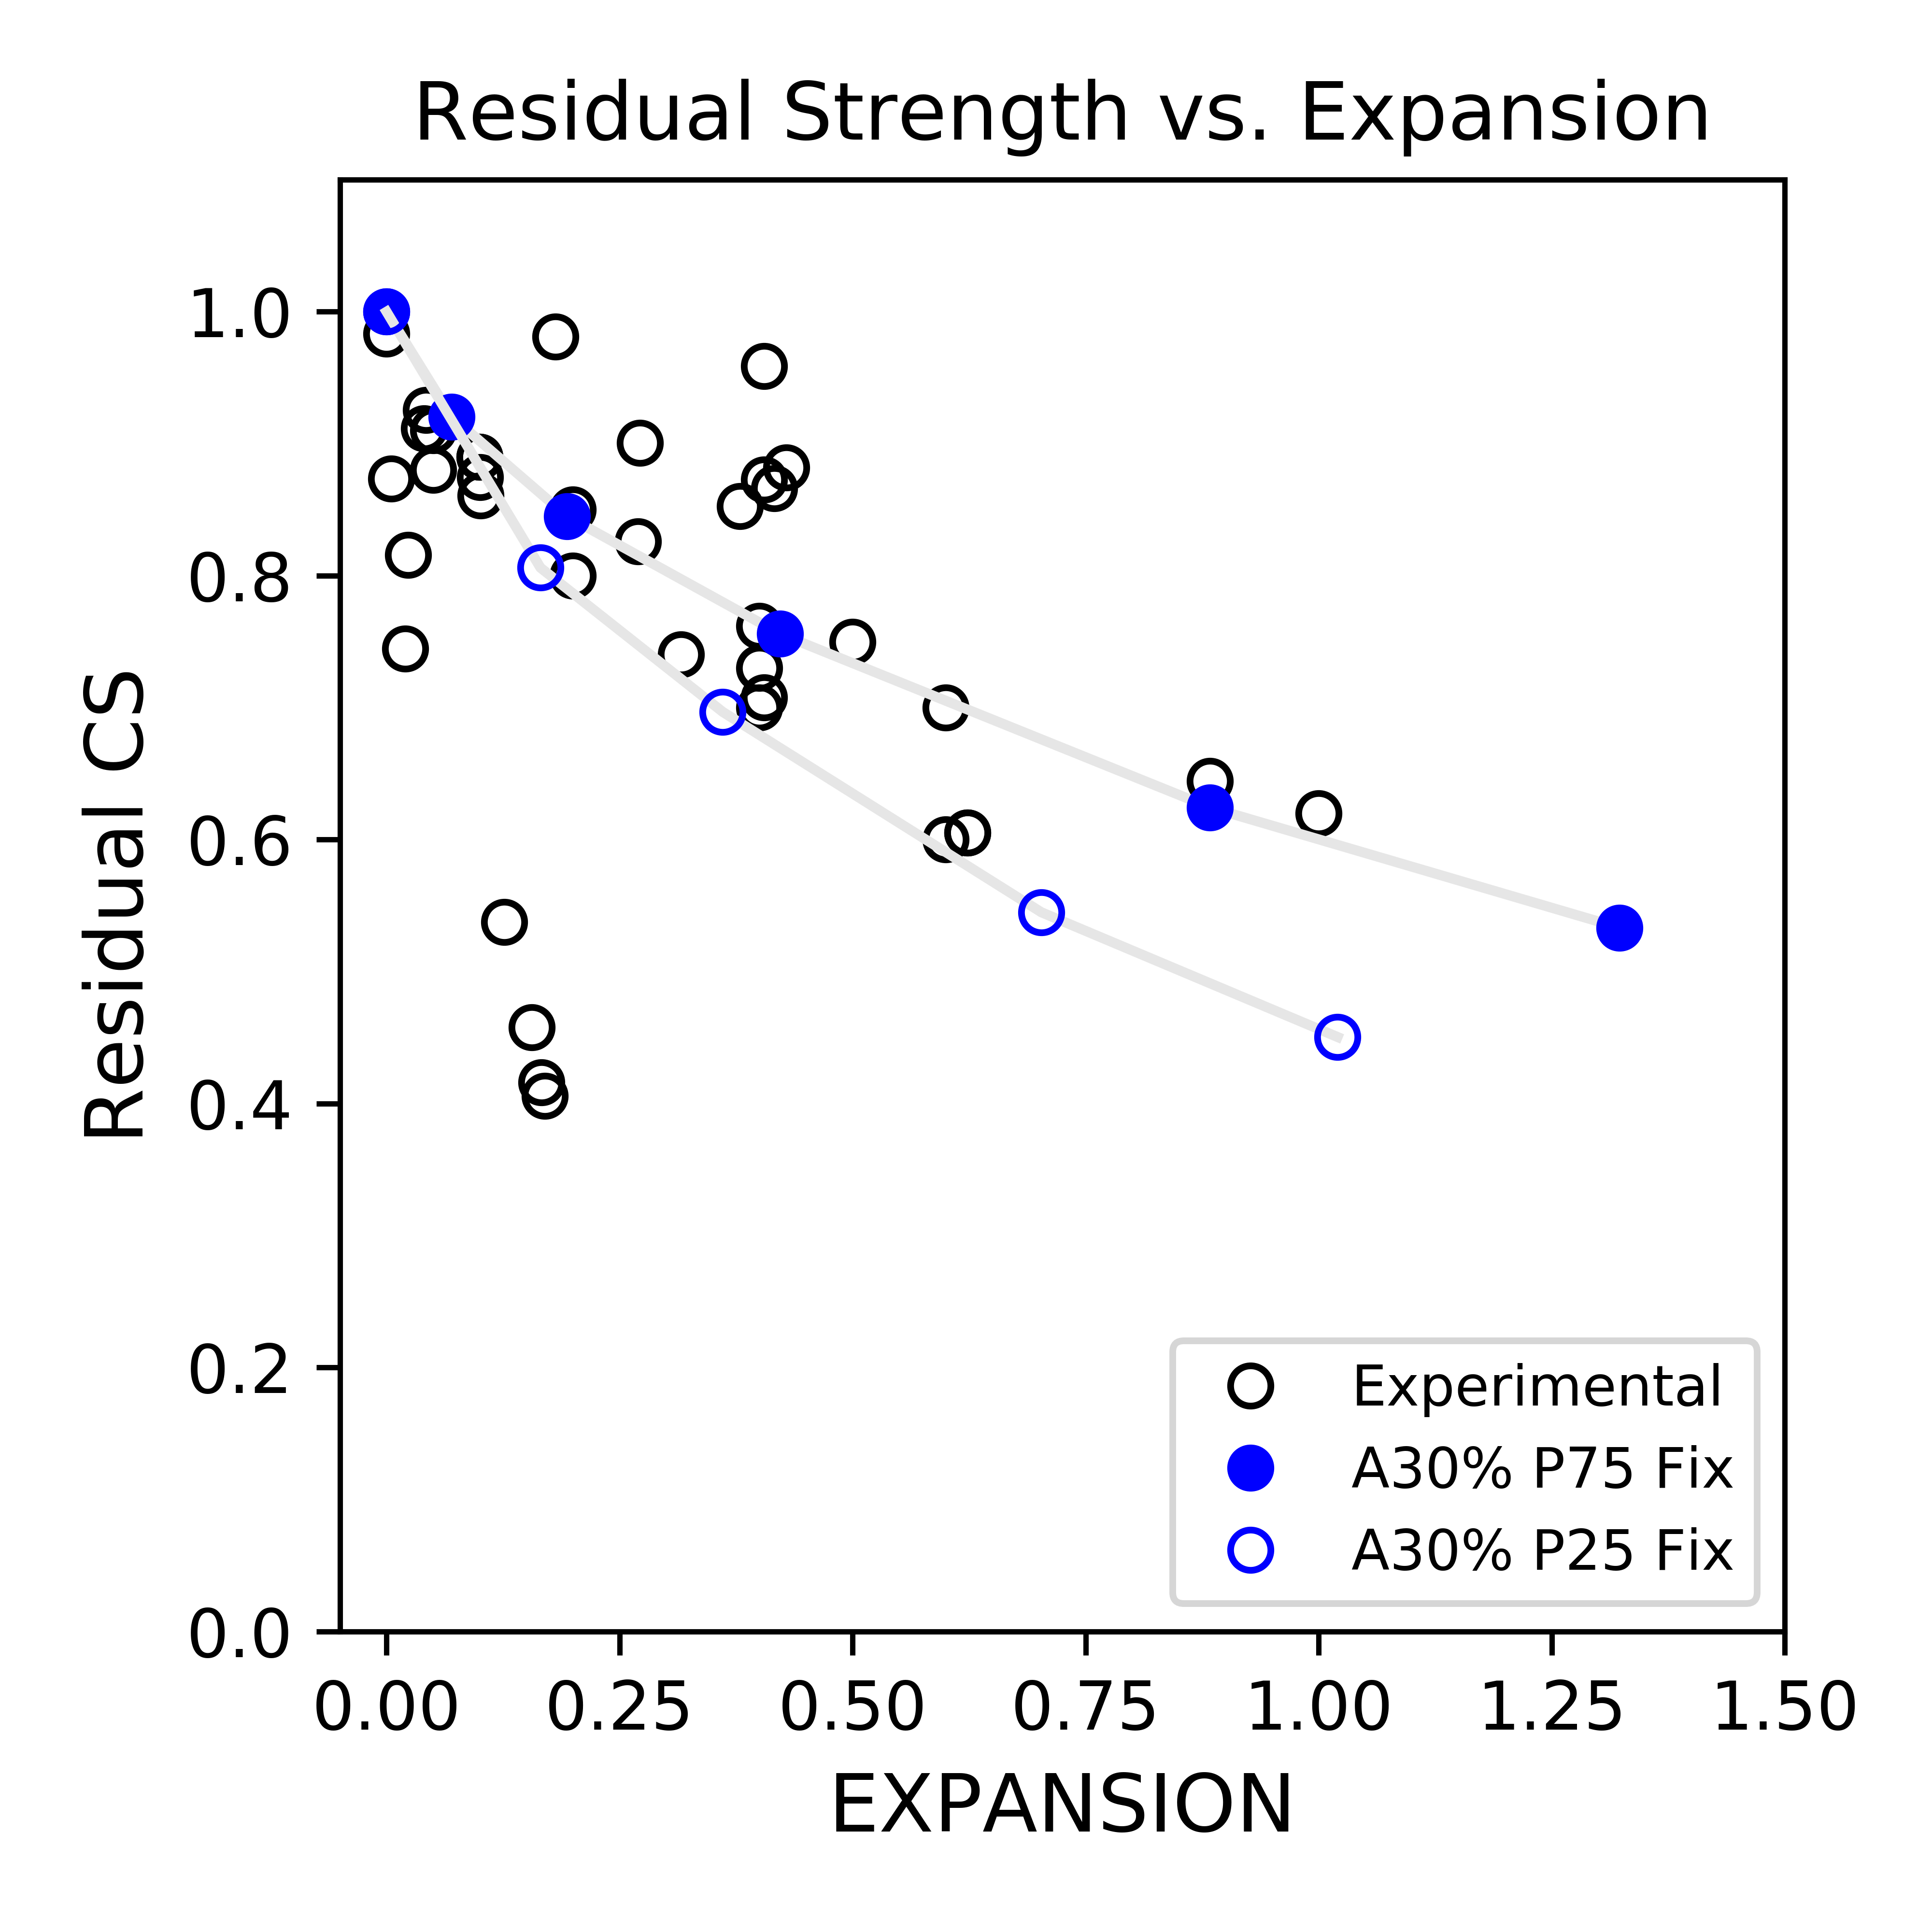 Residual Strength vs. Expansion
Residual CS
1.0
0.8
0.6
0.4
0.2
0.0
Experimental
A30% P75 Fix
A30% P25 Fix
0.00 0.25 0.50 0.75 1.00 1.25 1.50
EXPANSION